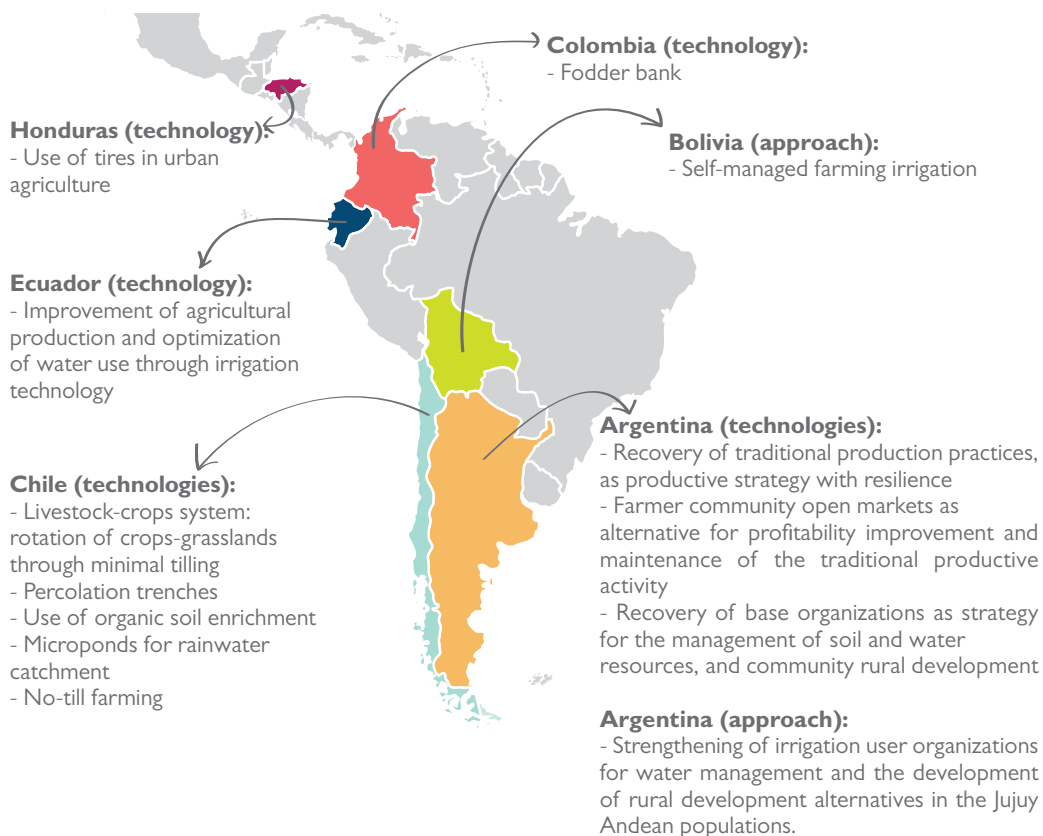 Colombia (technology):
- Fodder bank
Honduras (technology):
- Use of tires in urban
agriculture
Bolivia (approach):
- Self-managed farming irrigation
Ecuador (technology):
- Improvement of agricultural
production and optimization
of water use through irrigation
technology
Chile (technologies):
- Livestock-crops system:
rotation of crops-grasslands
through minimal tilling
- Percolation trenches
- Use of organic soil enrichment
- Microponds for rainwater
catchment
- No-till farming
Argentina (technologies):
- Recovery of traditional production practices,
as productive strategy with resilience
- Farmer community open markets as
alternative for profitability improvement and
maintenance of the traditional productive
activity
- Recovery of base organizations as strategy
for the management of soil and water
resources, and community rural development
Argentina (approach):
- Strengthening of irrigation user organizations
for water management and the development
of rural development alternatives in the Jujuy
Andean populations.